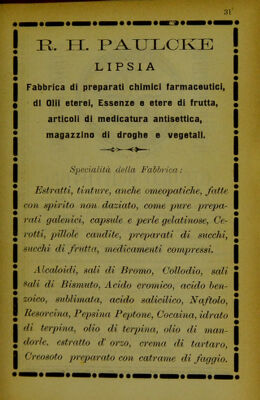 31
R. H. PAULCKE
LIPSIA
Fabbrica di preparati chimici farmaceutici,
di Olii eterei, Essenze e etere di frutta,
articoli di medicatura antisettica,
magazzino di droghe e vegetali.
Specialità della Fabbrica:
Estratti, tinture, anche omeopatiche, fatte
con spirito non daziato, come pure prepa-
rati galenici, capsule e perle gelatinose, Ce-
rotti, pillole candite, preparati di succhi,
succhi di frutta, medicamenti compressi.
Alcaloidi, sali di Bromo, Collodio, sali
sali di Bismuto, Acido cromico, acido ben-
zoico, sublimata, acido salicilico, Naftolo,
Resorcina, Pepsina Peptone, Cocaina, idrato
di terpina, olio di terpina, olio di man-
dorle, estratto d'orzo, crema di tartaro,
Creosoto preparato con catrame di faggio.